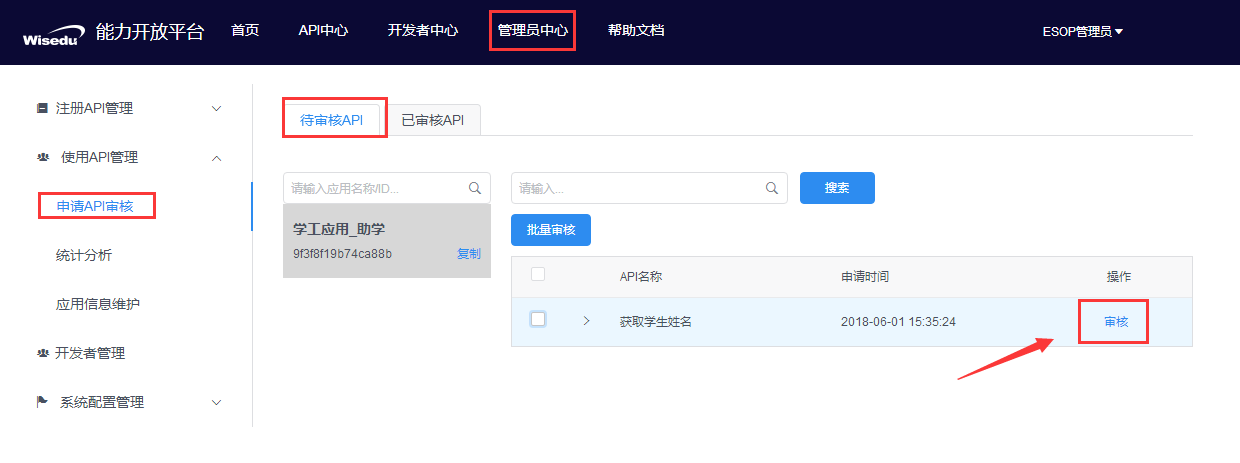 Wisedu 能力开放平台 首页 API中心 开发者中心 管理员中心 帮助文档 ESOP管理员
注册API管理
使用API管理
申请API审核
统计分析
应用信息维护
开发者管理
系统配置管理
待审核API 已审核API
请输入应用名称/ID... 请输入... 搜索
学工应用_助学
9f3f8f19b74ca88b 复制
批量审核
API名称 申请时间 操作
获取学生姓名 2018-06-01 15:35:24 审核